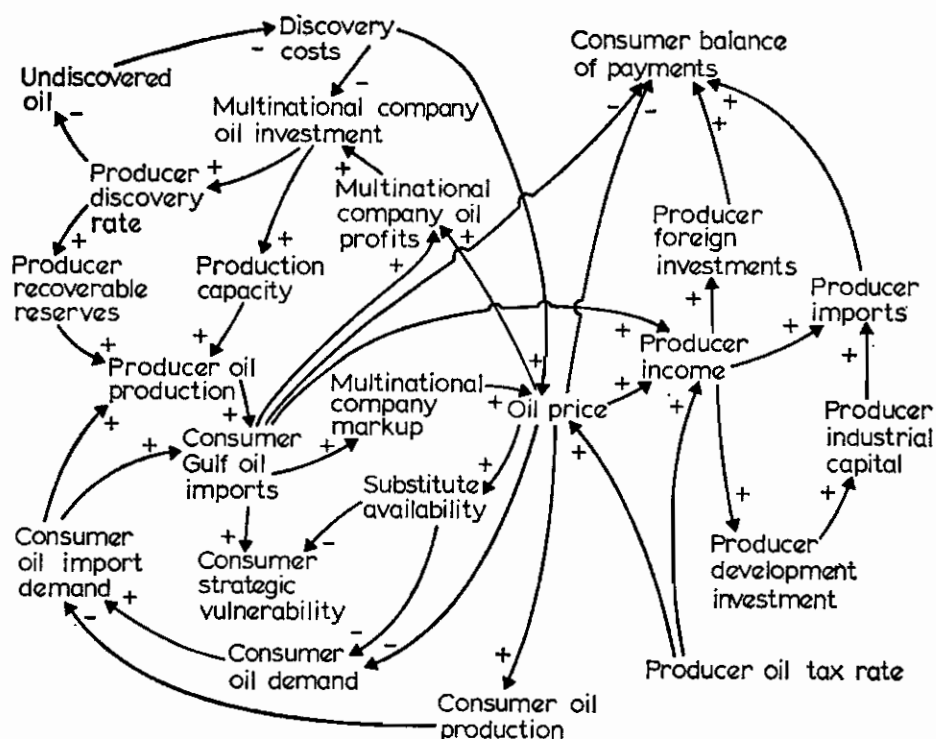 Discovery
costs
-
Consumer balance
of payments
Undiscovered
oil
-
-
Multinational company
oil investment
-
-
+
+
Producer
discovery
rate
+
+
Multinational
company oil
profits
+
+
Producer
foreign
investments
+
Producer
recoverable
reserves
+
Production
capacity
+
Producer
imports
+
+
+
Producer
income
+
+
Producer oil
production
+
+
+
Multinational
company
markup
+
+
Oil price
+
+
+
Producer
industrial
capital
+
Consumer
Gulf oil
imports
+
+
+
Substitute
availability
+
+
+
Consumer
oil import
demand
+
-
+
Consumer
strategic
vulnerability
-
Producer
development
investment
-
-
Consumer
oil demand
+
Consumer oil
production
Producer oil tax rate